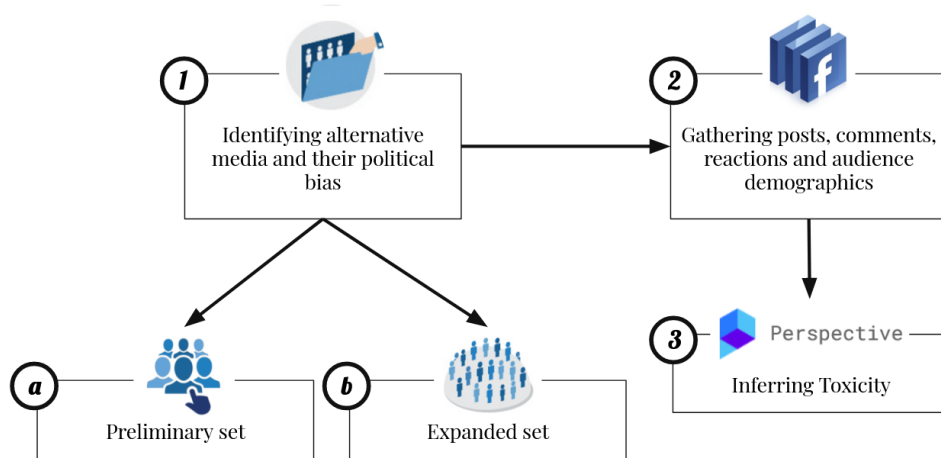 1
Identifying alternative
media and their political
bias
2
f
Gathering posts, comments,
reactions and audience
demographics
3
Perspective
Inferring Toxicity
a
Preliminary set
b
Expanded set